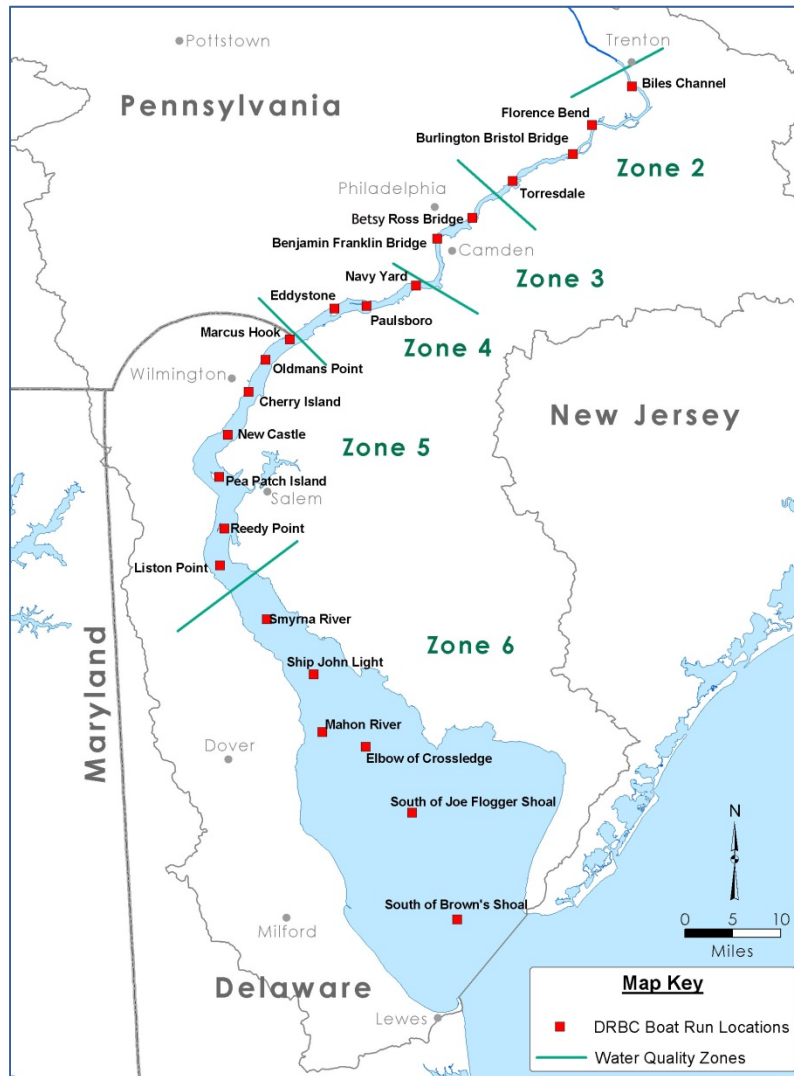 Pottstown
Trenton
Biles Channel
Pennsylvania
Florence Bend
Burlington Bristol Bridge
Zone 2
Philadelphia
Torresdale
Betsy Ross Bridge
Benjamin Franklin Bridge
Camden
Navy Yard
Zone 3
Eddystone
Paulsboro
Marcus Hook
Zone 4
Oldmans Point
Wilmington
Cherry Island
New Jersey
New Castle
Zone 5
Pea Patch Island
Salem
Reedy Point
Liston Point
Smyrna River
Zone 6
Ship John Light
Maryland
Mahon River
Dover
Elbow of Crossledge
South of Joe Flogger Shoal
N
South of Brown's Shoal
0 5 10
Miles
Milford
Delaware
Lewes
Map Key
DRBC Boat Run Locations
Water Quality Zones